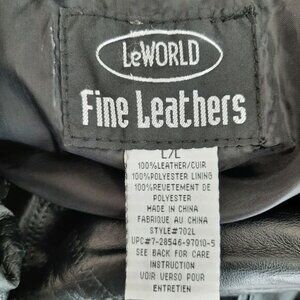 LeWORLD
Fine Leathers
L/L
100%LEATHER/CUIR
100%POLYESTER LINING
100%REUVETEMENT DE
POLYESTER
MADE IN CHINA
FABRIQUE AU CHINA
STYLE#702L
UPC#7-28546-97010-5
SEE BACK FOR CARE
INSTRUCTION
VOIR VERSO POUR
ENTRETIEN